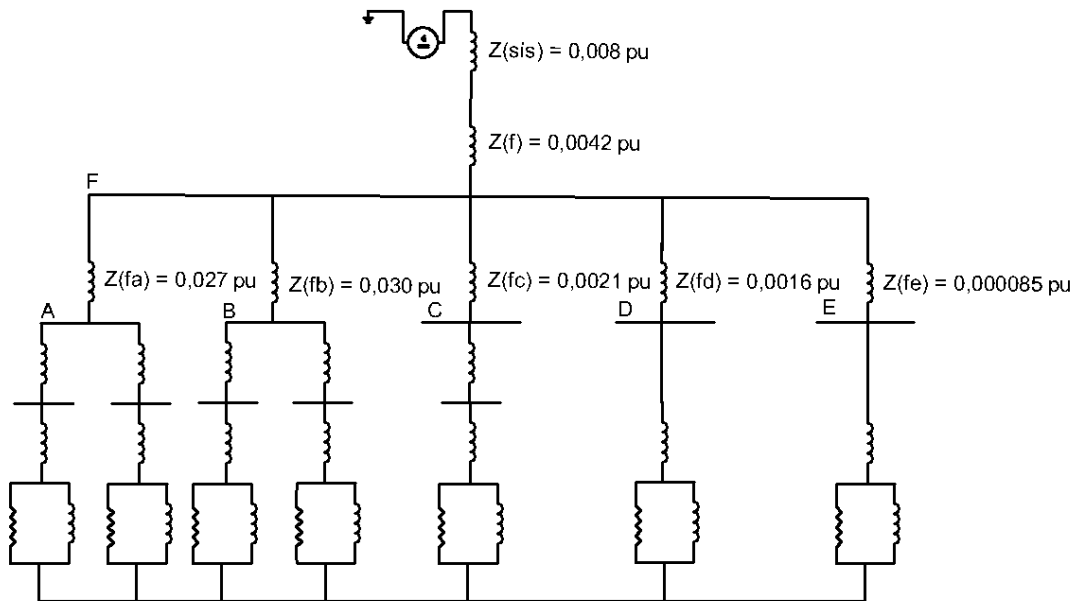 Z(sis) = 0,008 pu
Z(f) = 0,0042 pu
F
Z(fa) = 0,027 pu
Z(fb) = 0,030 pu
Z(fc) = 0,0021 pu
Z(fd) = 0,0016 pu
Z(fe) = 0,000085 pu
A
B
C
D
E